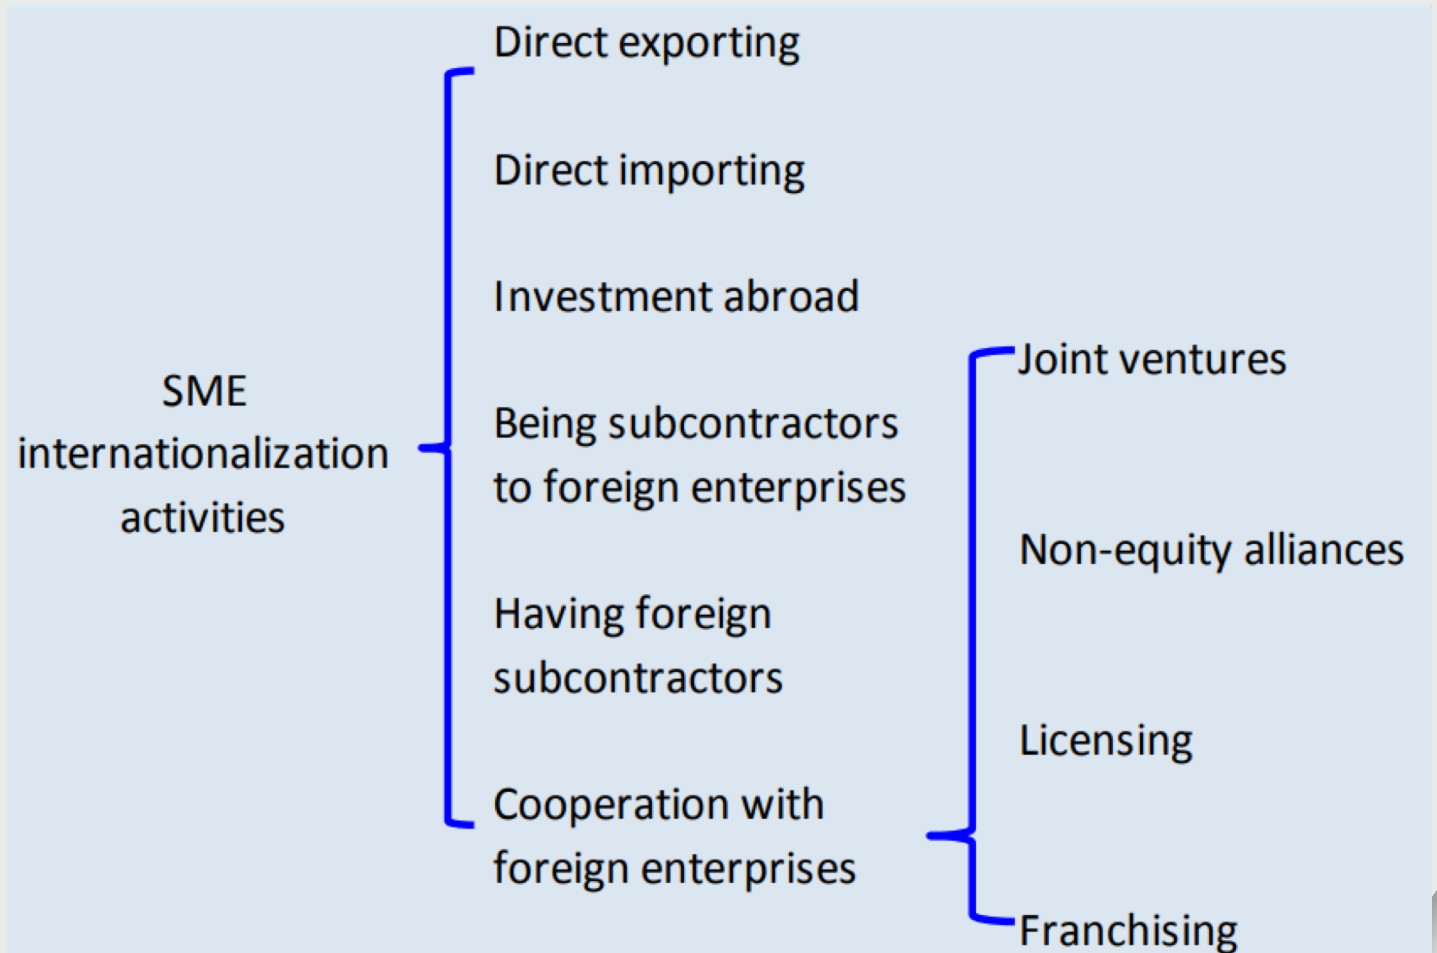 SME
internationalization
activities
Direct exporting
Direct importing
Investment abroad
Being subcontractors
to foreign enterprises
Having foreign
subcontractors
Cooperation with
foreign enterprises
Joint ventures
Non-equity alliances
Licensing
Franchising